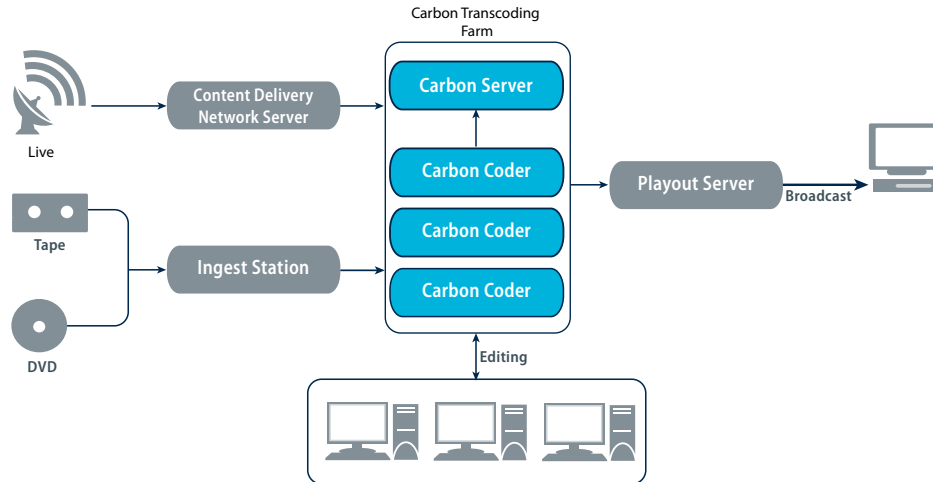 Carbon Transcoding
Farm
Live
Content Delivery
Network Server
Carbon Server
Carbon Coder
Carbon Coder
Carbon Coder
Playout Server
Broadcast
Tape
Ingest Station
DVD
Editing